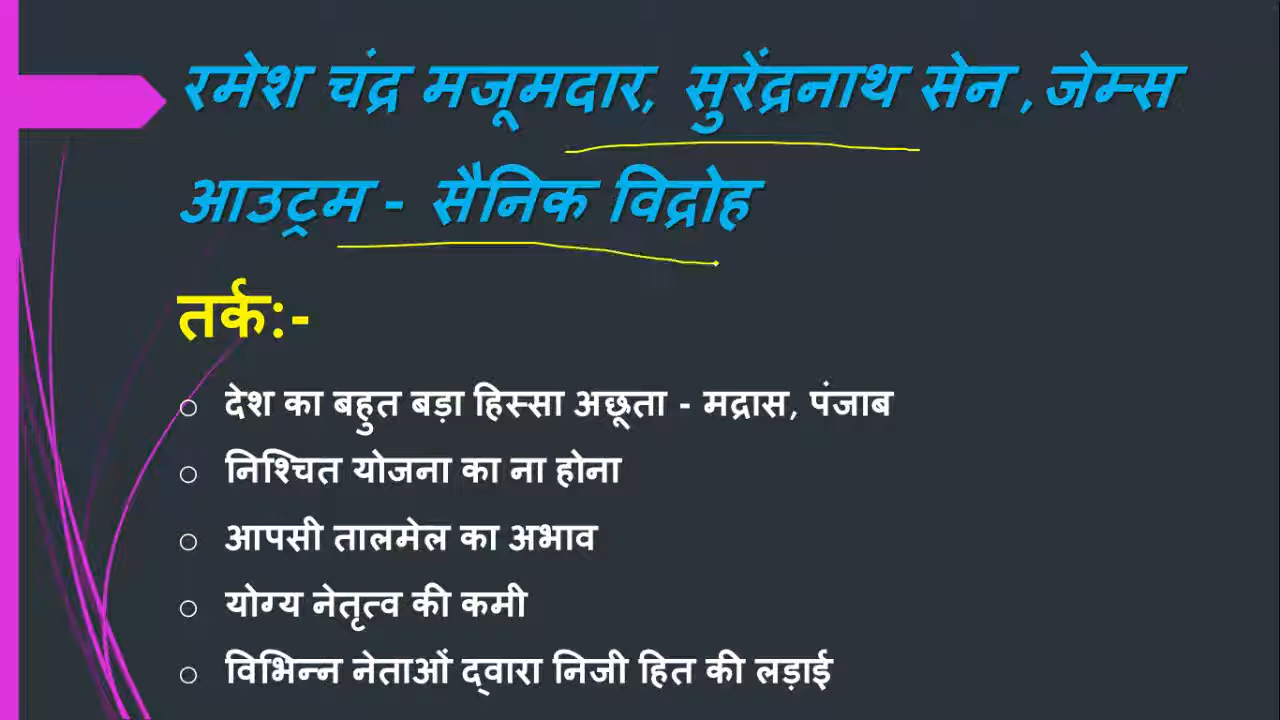 रमेश चंद्र मजूमदार, सुरेंद्रनाथ सेन ,जेम्स
आउट्रम - सैनिक विद्रोह
तर्क:-
देश का बहुत बड़ा हिस्सा अछूता - मद्रास, पंजाब
निश्चित योजना का ना होना
आपसी तालमेल का अभाव
योग्य नेतृत्व की कमी
विभिन्न नेताओं द्वारा निजी हित की लड़ाई